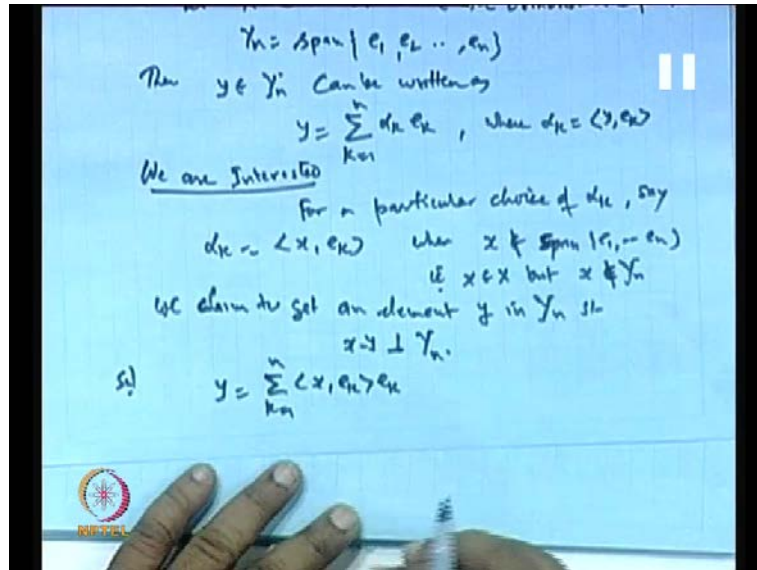 Yn = span { e1, e2 .., en }
Then y ∈ Yn Can be written as
y = Σ_{k=1}^{n} αk ek , where αk = <y, ek>
We are Interested
For a particular choice of αk, say
αk = <x, ek> when x ∉ span (e1, .. en)
ie x ∈ X but x ∉ Yn
We claim to get an element y in Yn st
x-y ⊥ Yn.
Sol y = Σ_{k=1}^{n} <x, ek> ek
NPTEL